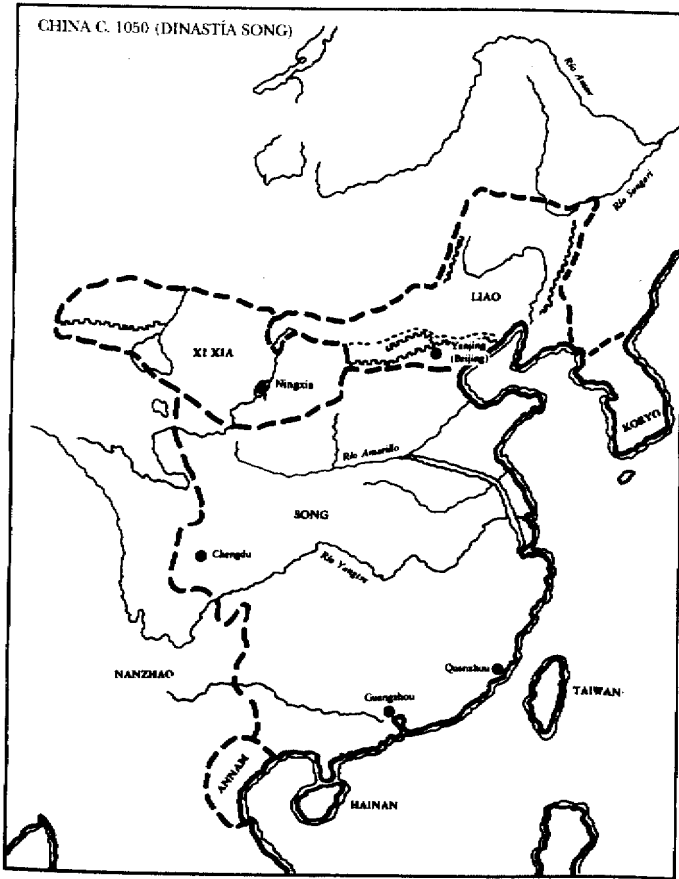 CHINA C. 1050 (DINASTÍA SONG)
Río Amur
Río Songari
LIAO
XI XIA
Yanjing
(Beijing)
Ningxia
KORYO
Río Amarillo
SONG
Chengdu
Río Yangtze
Quanzhou
NANZHAO
TAIWAN
Guangzhou
ANNAM
HAINAN